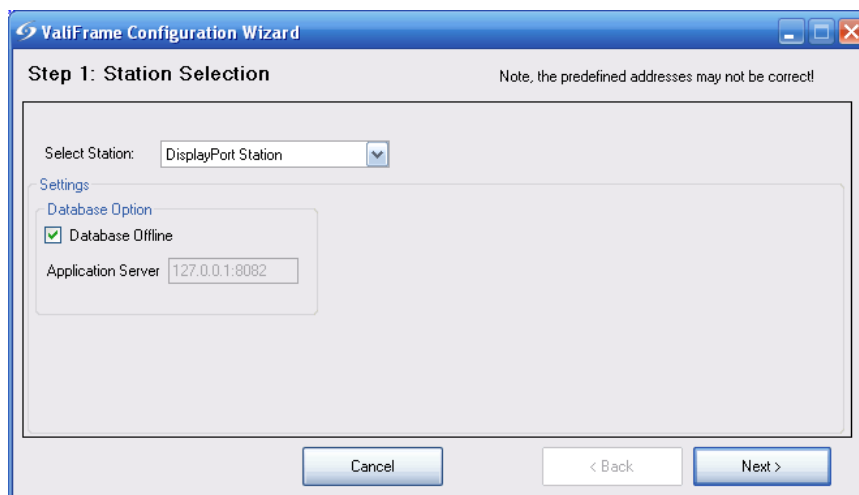 ValiFrame Configuration Wizard
Step 1: Station Selection
Note, the predefined addresses may not be correct!
Select Station: DisplayPort Station
Settings
Database Option
Database Offline
Application Server 127.0.0.1:8082
Cancel
< Back
Next >